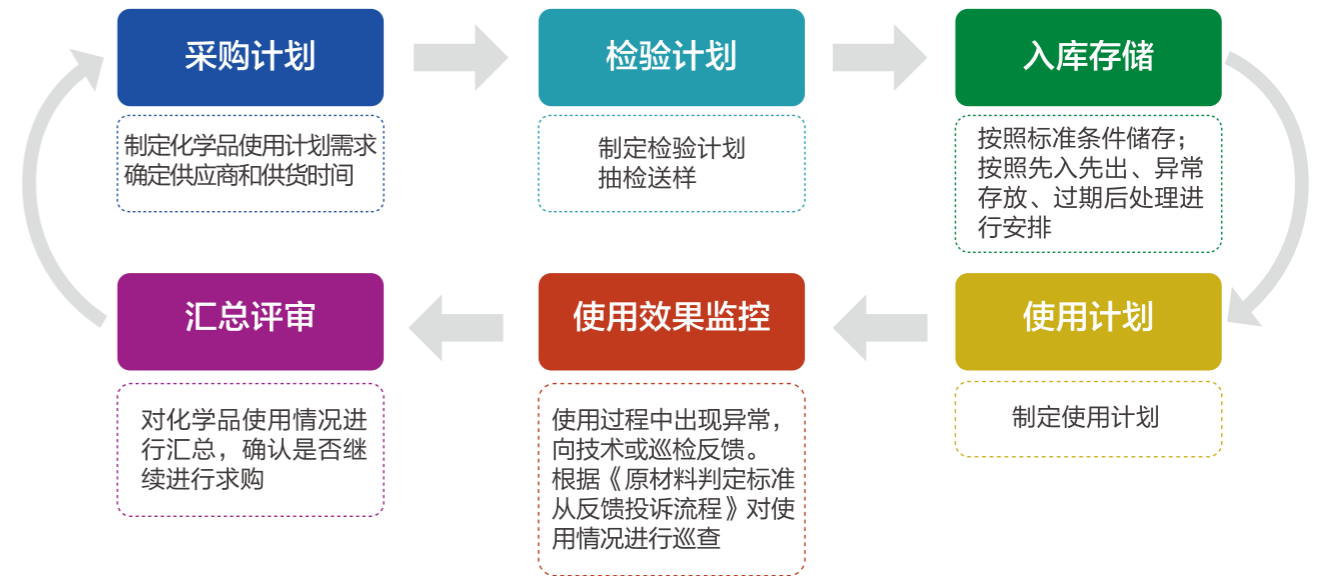 采购计划
制定化学品使用计划需求
确定供应商和供货时间
检验计划
制定检验计划
抽检送样
入库存储
按照标准条件储存；
按照先入先出、异常
存放、过期后处理进
行安排
使用计划
制定使用计划
使用效果监控
使用过程中出现异常，
向技术或巡检反馈。
根据《原材料判定标准
从反馈投诉流程》对使
用情况进行巡查
汇总评审
对化学品使用情况进
行汇总，确认是否继
续进行求购